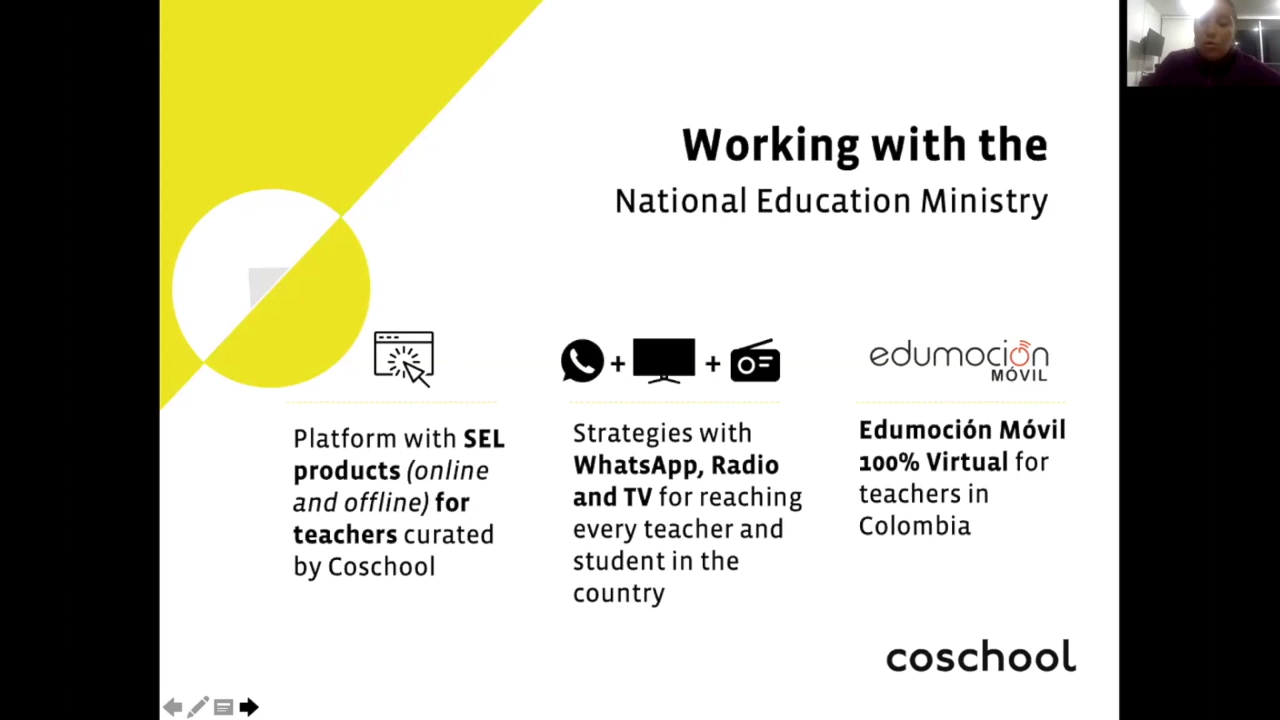 Working with the
National Education Ministry
Platform with SEL
products (online
and offline) for
teachers curated
by Coschool
+ +
Strategies with
WhatsApp, Radio
and TV for reaching
every teacher and
student in the
country
edumoción
MÓVIL
Edumoción Móvil
100% Virtual for
teachers in
Colombia
coschool